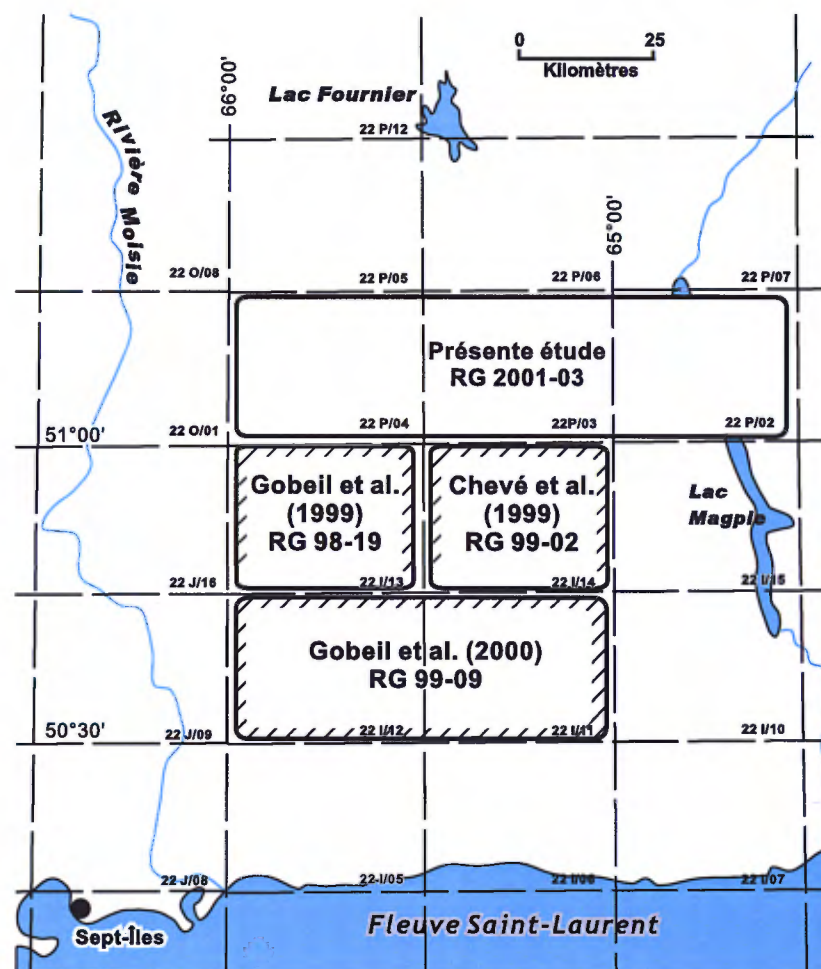 0 25
Kilomètres
66°00'
Lac Fournier
22 P/12
Rivière Moisie
65°00'
22 O/08
22 P/05
22 P/06
22 P/07
Présente étude
RG 2001-03
51°00'
22 O/01
22 P/04
22P/03
22 P/02
Gobeil et al.
(1999)
RG 98-19
Chevé et al.
(1999)
RG 99-02
Lac
Magpie
22 J/16
22 I/13
22 I/14
22 I/15
Gobeil et al. (2000)
RG 99-09
50°30'
22 J/09
22 I/12
22 I/11
22 I/10
22 J/08
22-I/05
22 I/06
22 I/07
Sept-Îles
Fleuve Saint-Laurent